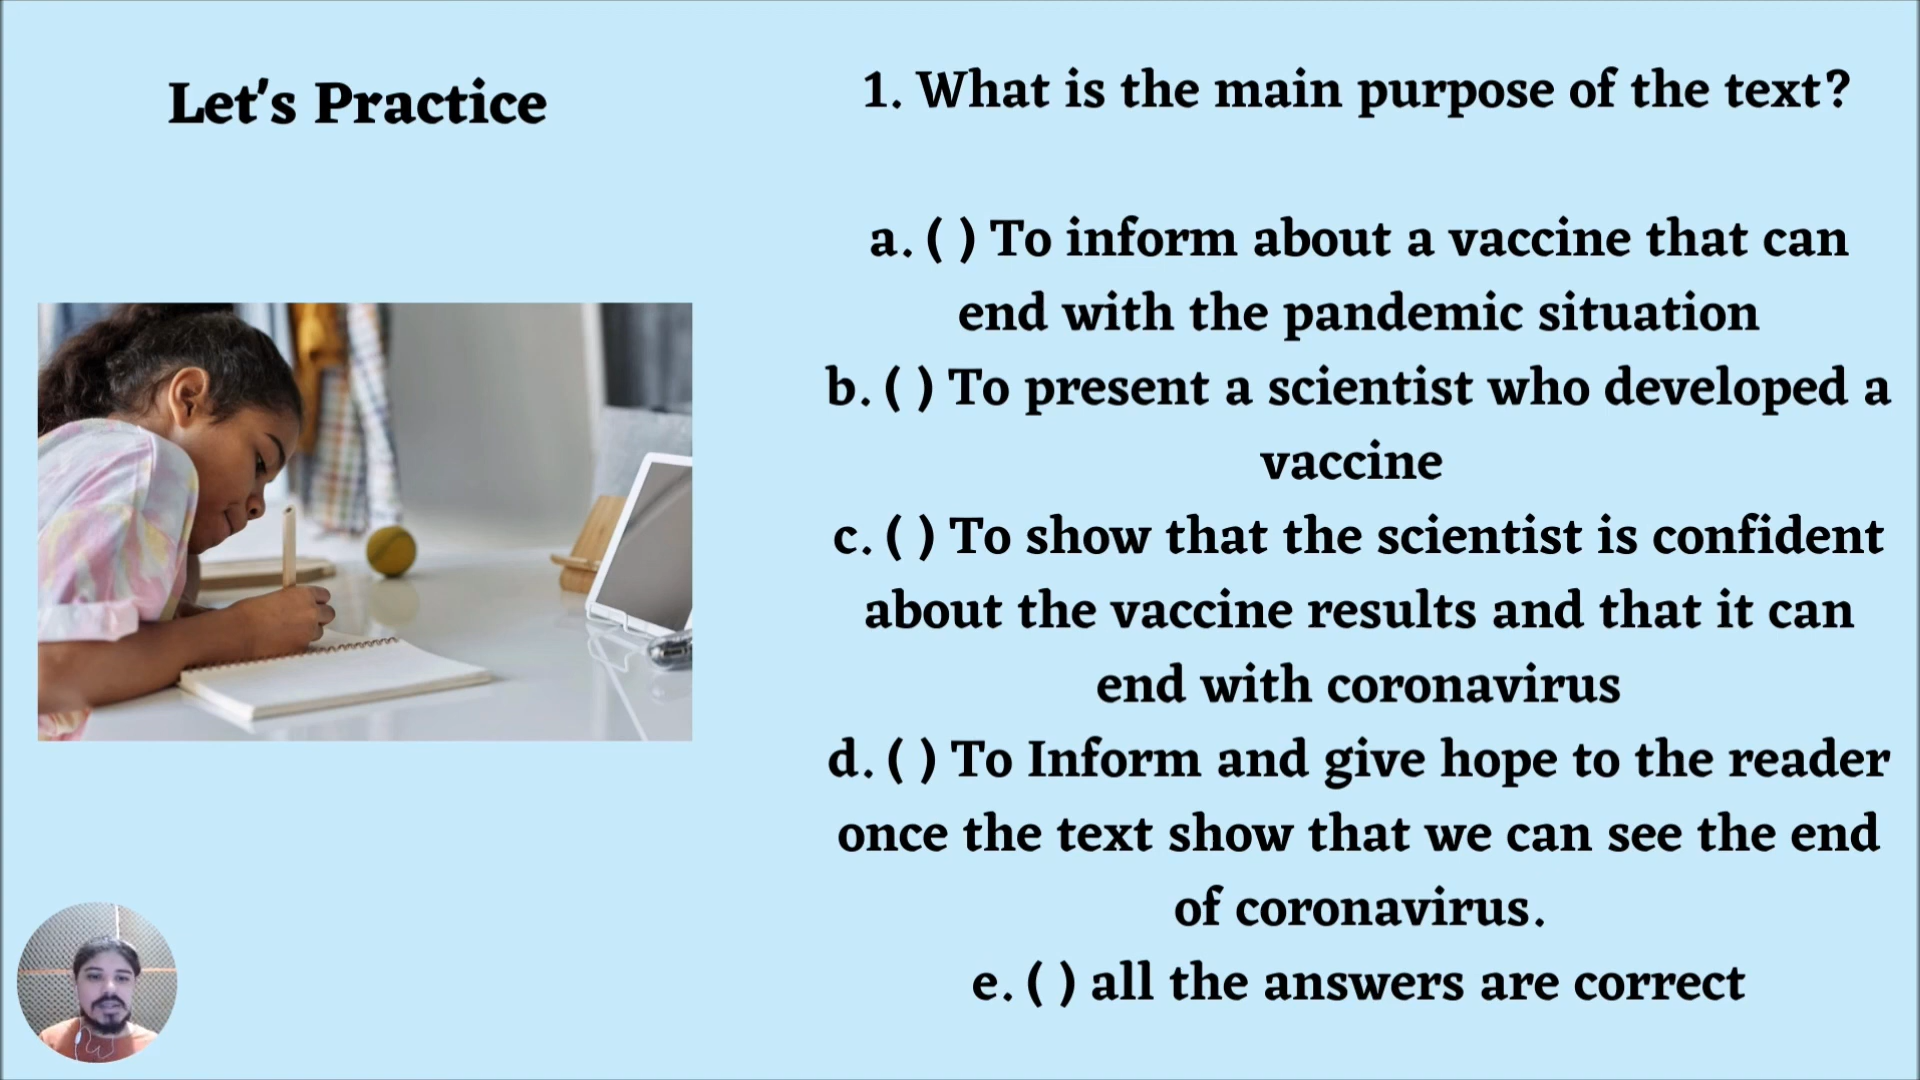 Let's Practice
1. What is the main purpose of the text?
a. ( ) To inform about a vaccine that can
end with the pandemic situation
b. ( ) To present a scientist who developed a
vaccine
c. ( ) To show that the scientist is confident
about the vaccine results and that it can
end with coronavirus
d. ( ) To Inform and give hope to the reader
once the text show that we can see the end
of coronavirus.
e. ( ) all the answers are correct